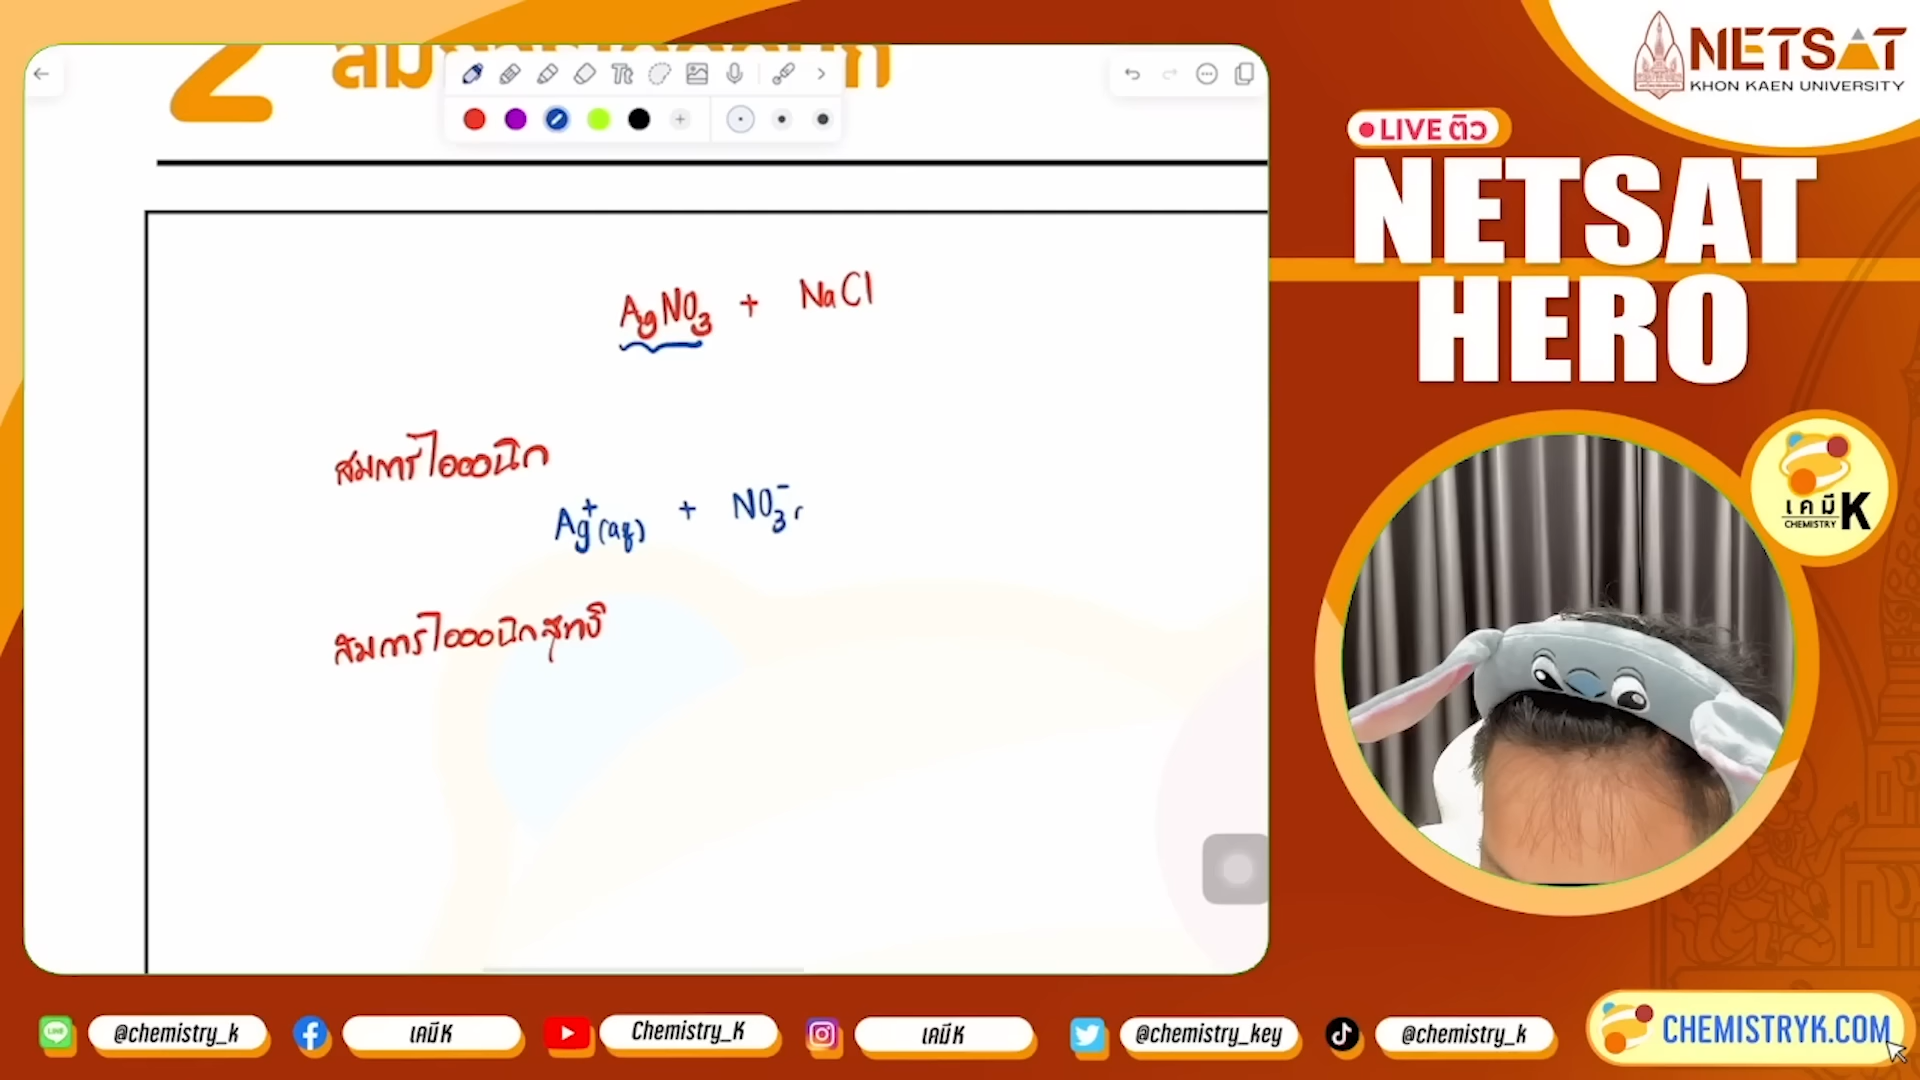 2
AgNO₃ + NaCl
สมการไอออนิก
Ag⁺(aq) + NO₃⁻
สมการไอออนิกสุทธิ
NETSAT
KHON KAEN UNIVERSITY
LIVE ติว
NETSAT
HERO
เคมี K
CHEMISTRY
@chemistry_k
เคมี K
Chemistry_K
เคมี K
@chemistry_key
@chemistry_k
CHEMISTRYK.COM